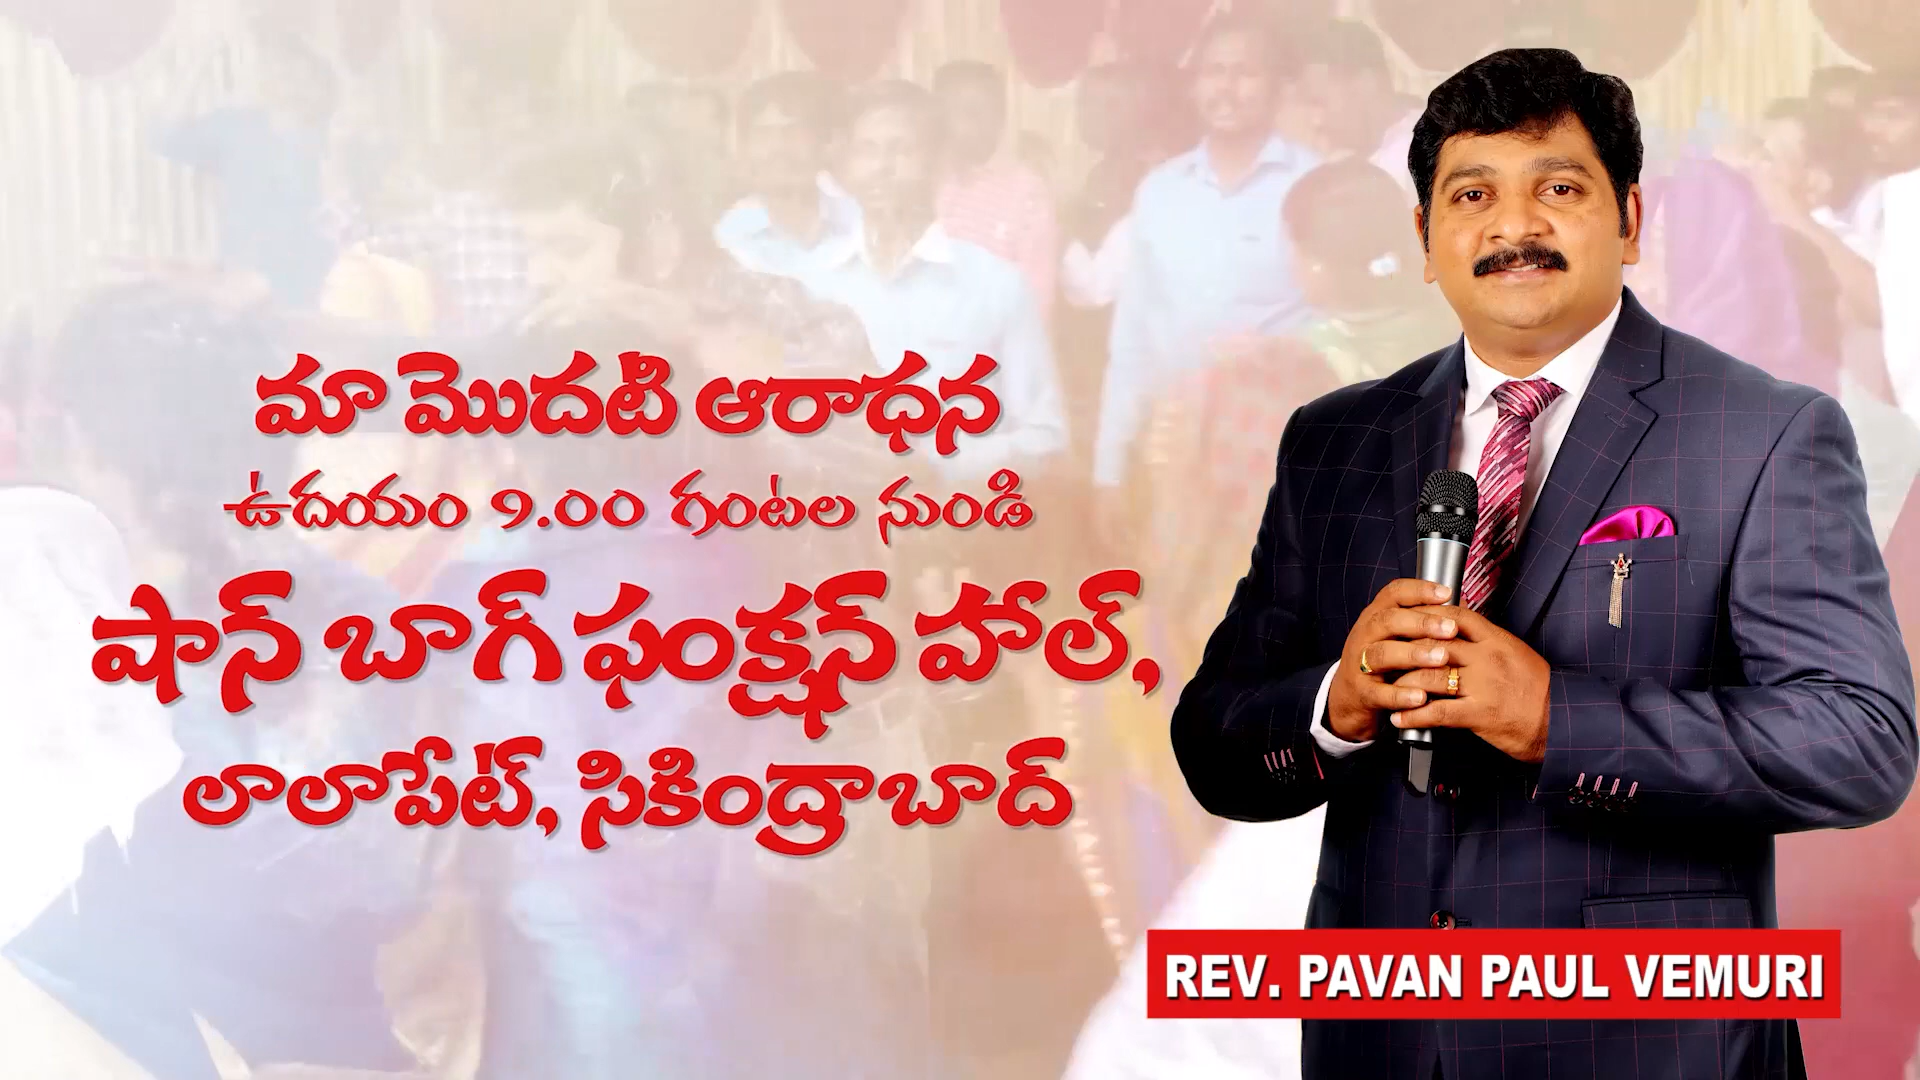 మా మొదటి ఆరాధన
ఉదయం 9.00 గంటల నుండి
షాన్ బాగ్ ఫంక్షన్ హాల్,
లాలాపేట్, సికింద్రాబాద్
REV. PAVAN PAUL VEMURI